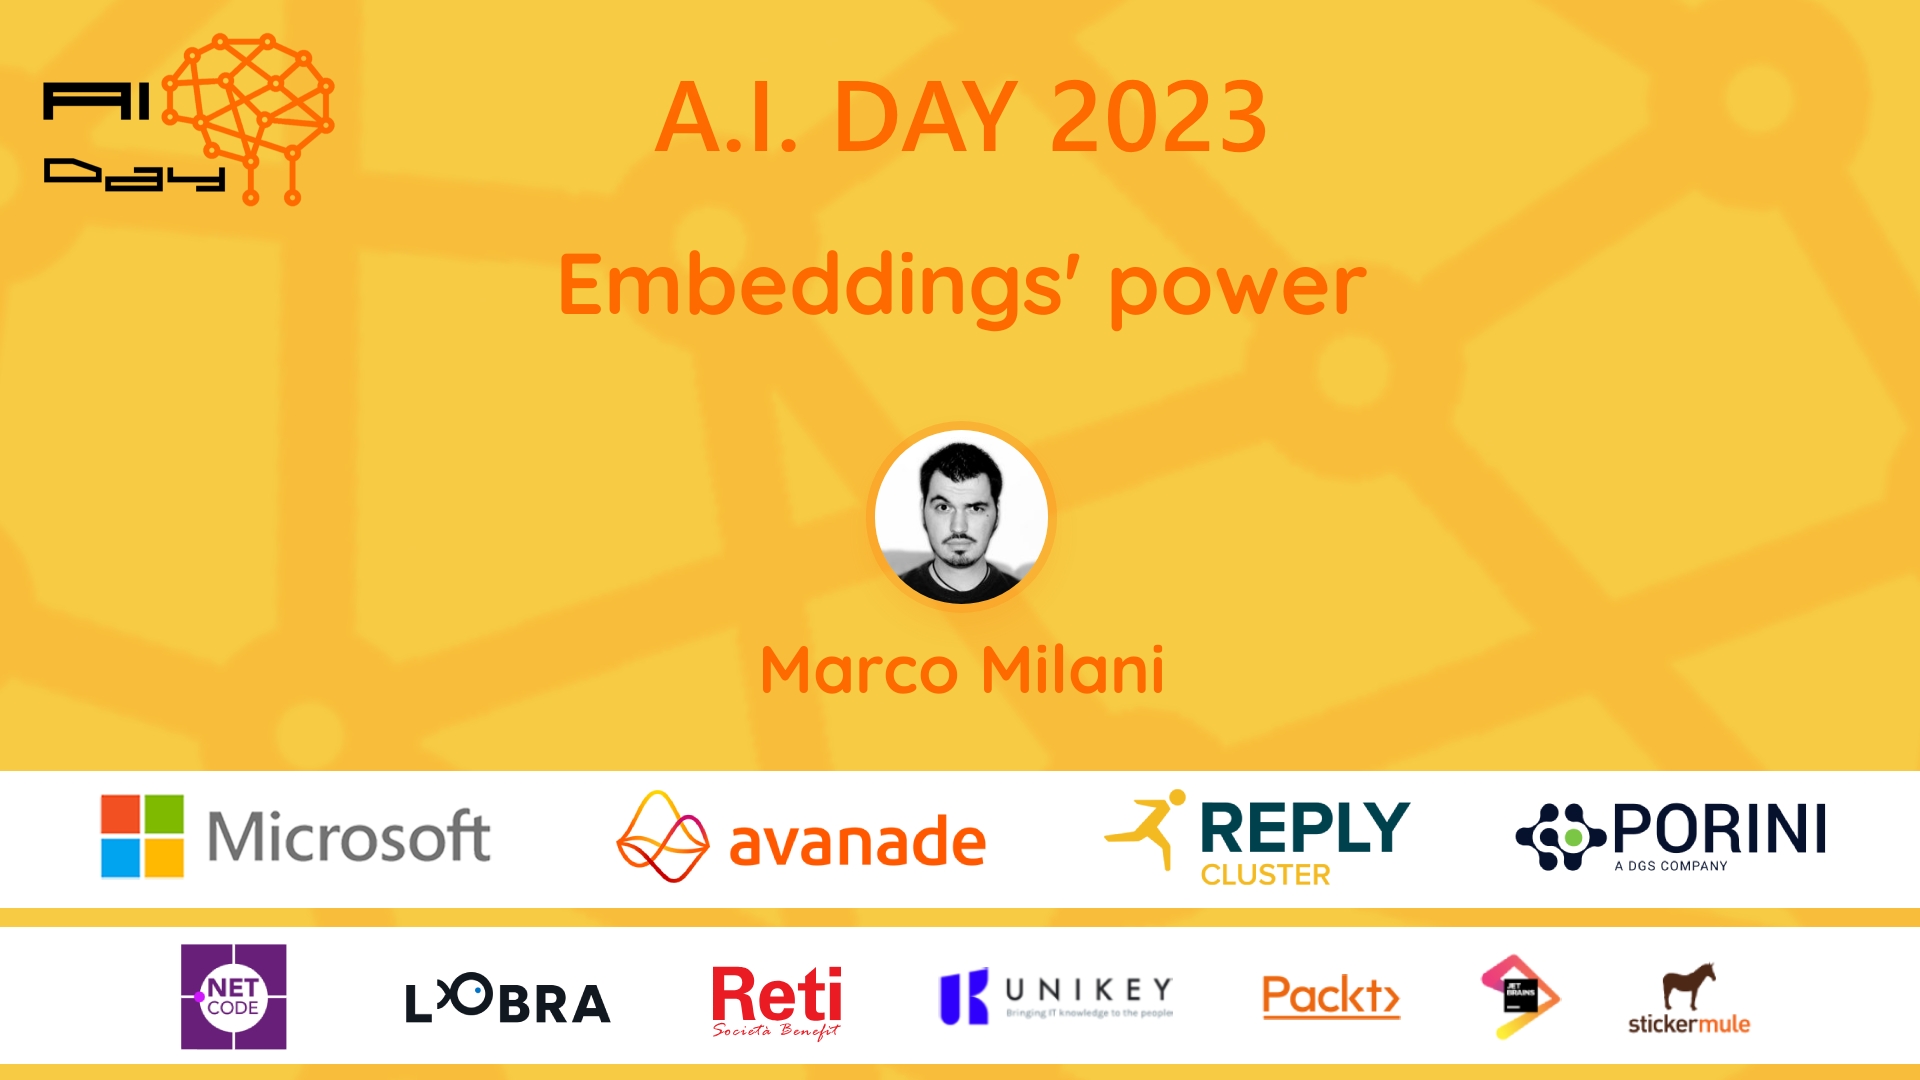 AI
Day
A.I. DAY 2023
Embeddings' power
Marco Milani
Microsoft
avanade
REPLY
CLUSTER
PORINI
A DGS COMPANY
NET
CODE
LOBRA
Reti
Società Benefit
UNIKEY
Bringing IT knowledge to the people
Packt>
JET
BRAINS
stickermule